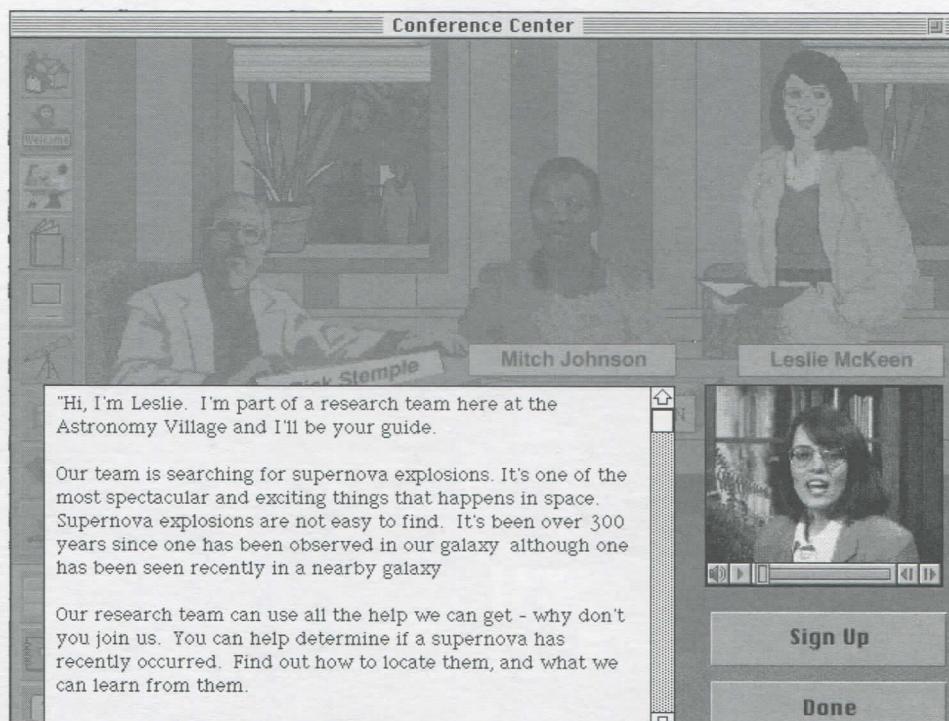 Conference Center
Welcome
Rick Stemple
Mitch Johnson
Leslie McKeen
"Hi, I'm Leslie.  I'm part of a research team here at the
Astronomy Village and I'll be your guide.
Our team is searching for supernova explosions. It's one of the
most spectacular and exciting things that happens in space.
Supernova explosions are not easy to find.  It's been over 300
years since one has been observed in our galaxy  although one
has been seen recently in a nearby galaxy
Our research team can use all the help we can get - why don't
you join us.  You can help determine if a supernova has
recently occurred.  Find out how to locate them, and what we
can learn from them.
Sign Up
Done